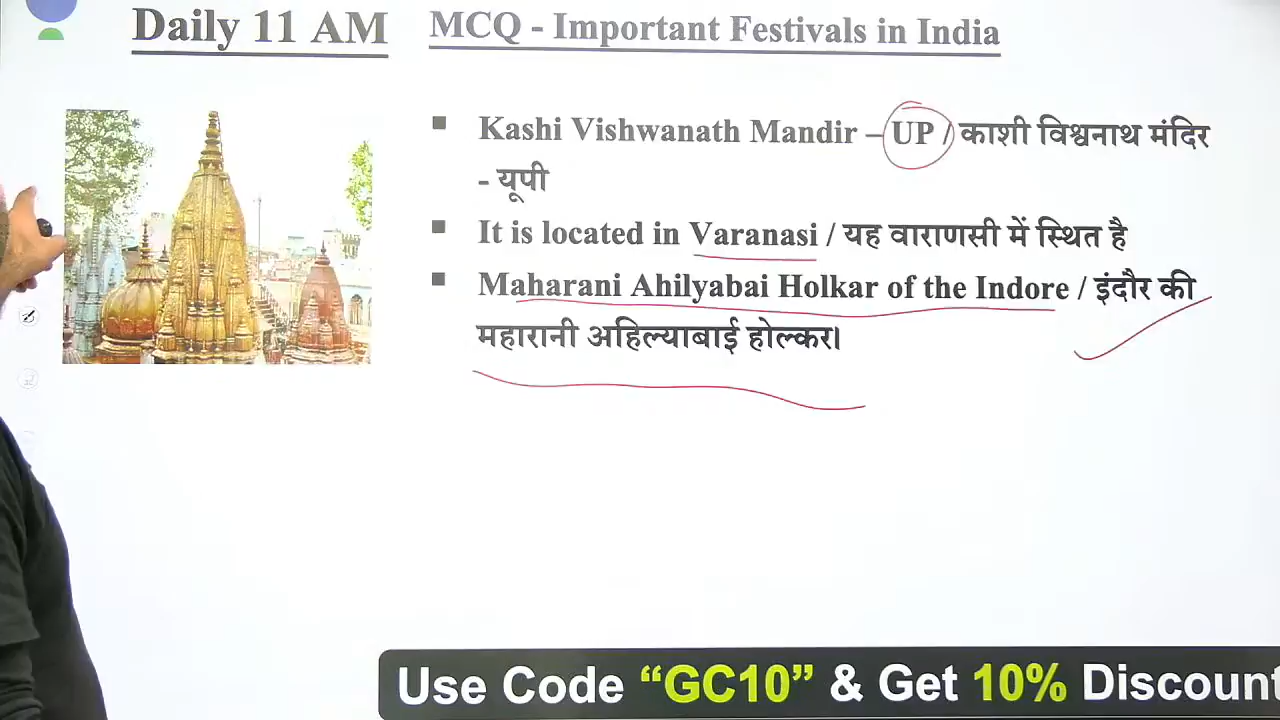 Daily 11 AM
MCQ - Important Festivals in India
▪ Kashi Vishwanath Mandir – UP / काशी विश्वनाथ मंदिर
- यूपी
▪ It is located in Varanasi / यह वाराणसी में स्थित है
▪ Maharani Ahilyabai Holkar of the Indore / इंदौर की
महारानी अहिल्याबाई होल्कर।
Use Code “GC10” & Get 10% Discount